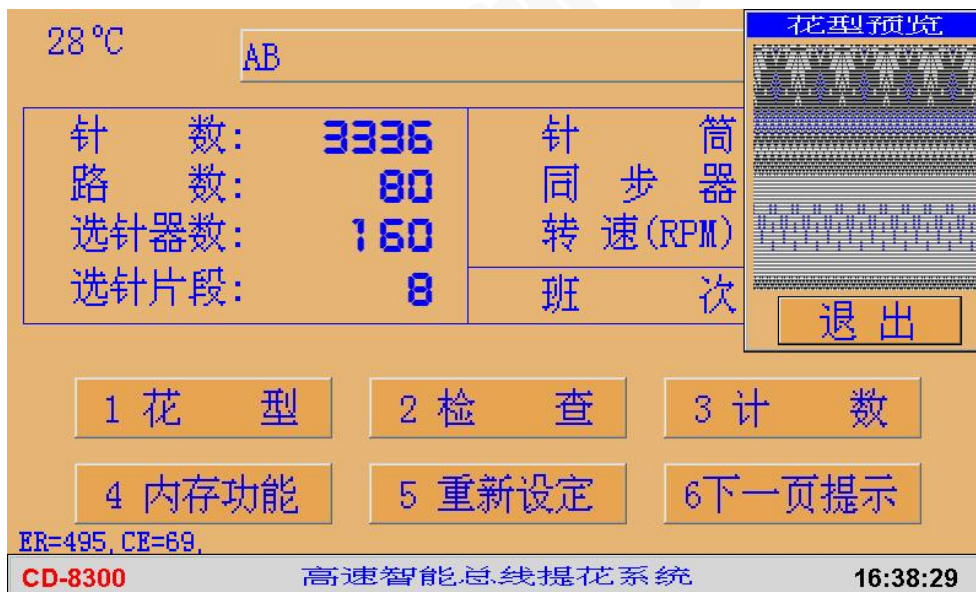 28℃
AB
花型预览
针 数: 3336
路 数: 80
选针器数: 160
选针片段: 8
针 筒
同 步 器
转 速(RPM)
班 次
退 出
1 花 型
2 检 查
3 计 数
4 内存功能
5 重新设定
6下一页提示
ER=495,CE=69,
CD-8300
高速智能总线提花系统
16:38:29